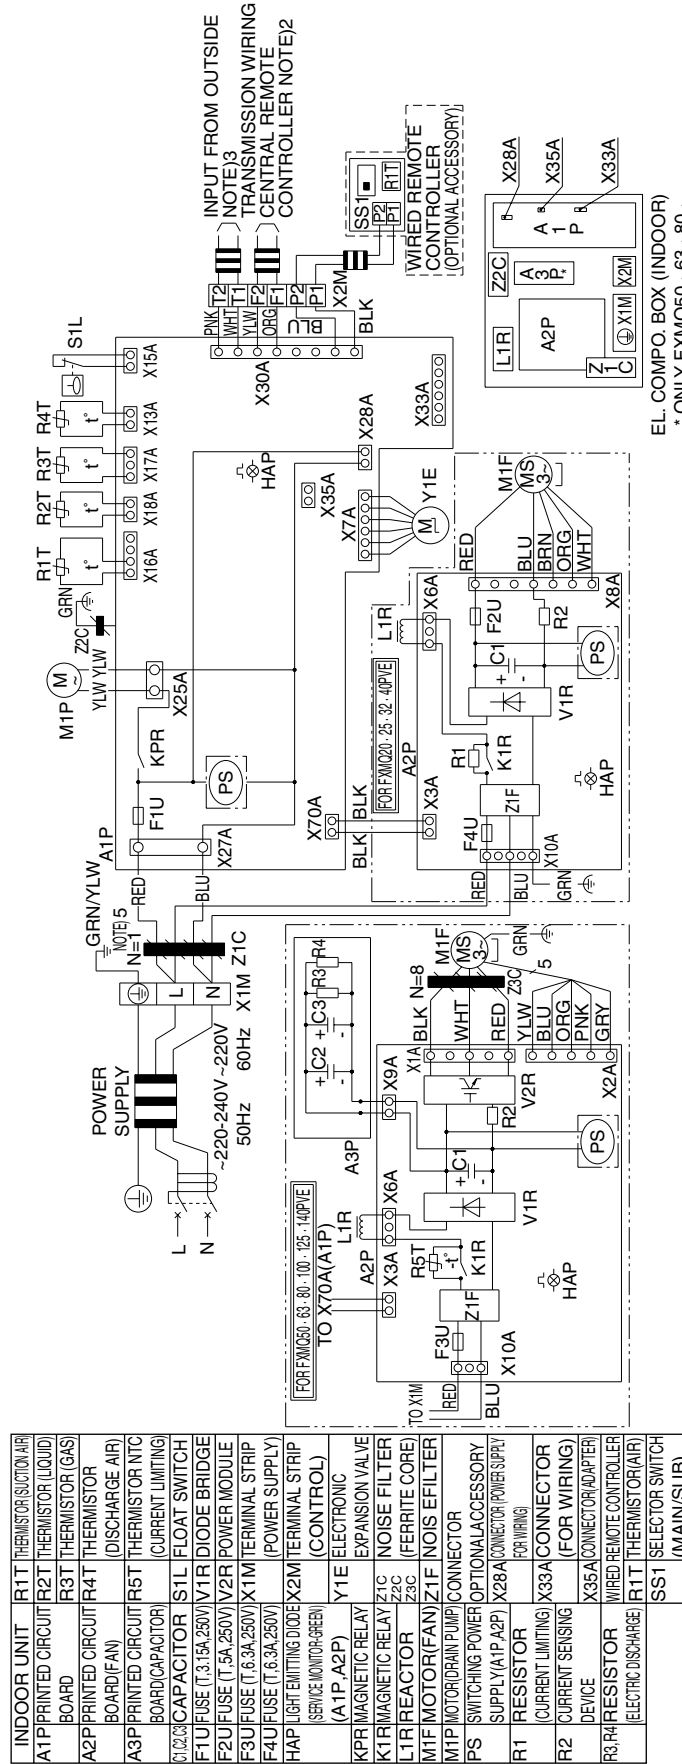 INPUT FROM OUTSIDE
NOTE)3
TRANSMISSION WIRING
CENTRAL REMOTE
CONTROLLER NOTE)2
S1L
X15A
R4T
t°
X13A
R3T
t°
X17A
R2T
t°
X18A
R1T
t°
X16A
GRN
Z2C
M1P
M
~
YLW YLW
X25A
KPR
PS
F1U
X27A
A1P
PNK
WHT
YLW
ORG
BLU
BLK
T2
T1
F2
F1
P2
P1
X2M
X30A
SS1
P2
P1
R1T
WIRED REMOTE
CONTROLLER
(OPTIONAL ACCESSORY)
HAP
X28A
X33A
X35A
X7A
M
Y1E
X70A
BLK
BLK
X28A
X35A
X33A
Z2C
A1P
A3P*
L1R
A2P
X1M
X2M
Z1C
EL. COMPO. BOX (INDOOR)
* ONLY FXMQ50 · 63 · 80 ·
GRN/YLW
NOTE) 5
N=1
Z1C
RED
BLU
POWER
SUPPLY
L
N
X1M
~220-240V ~220V
50Hz 60Hz
L
N
FOR FXMQ20 · 25 · 32 · 40PVE
A2P
X3A
L1R
X6A
R1
K1R
F4U
Z1F
X10A
RED
BLU
GRN
HAP
V1R
+ C1 -
F2U
R2
PS
X8A
RED
BLU
BRN
ORG
WHT
M1F
MS
3~
FOR FXMQ50 · 63 · 80 · 100 · 125 · 140PVE
TO X70A(A1P)
A2P
X3A
L1R
X6A
R5T
-t°
K1R
F3U
Z1F
X10A
TO X1M
RED
BLU
HAP
V1R
+ C1 -
R2
V2R
PS
X9A
A3P
+ C2 -
+ C3 -
R3
R4
X1A
BLK
WHT
RED
N=8
Z3C
M1F
MS
3~
GRN
5
YLW
BLU
ORG
PNK
GRY
X2A
INDOOR UNIT
A1P PRINTED CIRCUIT BOARD
A2P PRINTED CIRCUIT BOARD(FAN)
A3P PRINTED CIRCUIT BOARD(CAPACITOR)
C1,C2,C3 CAPACITOR
F1U FUSE (T,3.15A,250V)
F2U FUSE (T,5A,250V)
F3U FUSE (T,6.3A,250V)
F4U FUSE (T,6.3A,250V)
HAP LIGHT EMITTING DIODE
(SERVICE MONITOR-GREEN)
(A1P,A2P)
KPR MAGNETIC RELAY
K1R MAGNETIC RELAY
L1R REACTOR
M1F MOTOR(FAN)
M1P MOTOR(DRAIN PUMP)
PS SWITCHING POWER
SUPPLY(A1P,A2P)
R1 RESISTOR
(CURRENT LIMITING)
R2 CURRENT SENSING
DEVICE
R3,R4 RESISTOR
(ELECTRIC DISCHARGE)
R1T THERMISTOR(SUCTION AIR)
R2T THERMISTOR (LIQUID)
R3T THERMISTOR (GAS)
R4T THERMISTOR
(DISCHARGE AIR)
R5T THERMISTOR NTC
(CURRENT LIMITING)
S1L FLOAT SWITCH
V1R DIODE BRIDGE
V2R POWER MODULE
X1M TERMINAL STRIP
(POWER SUPPLY)
X2M TERMINAL STRIP
(CONTROL)
Y1E ELECTRONIC
EXPANSION VALVE
Z1C
Z2C
Z3C NOISE FILTER
(FERRITE CORE)
Z1F NOIS EFILTER
CONNECTOR
OPTIONALACCESSORY
X28A CONNECTOR(POWER SUPPLY
FOR WIRING)
X33A CONNECTOR
(FOR WIRING)
X35A CONNECTOR(ADAPTER)
WIRED REMOTE CONTROLLER
R1T THERMISTOR(AIR)
SS1 SELECTOR SWITCH
(MAIN/SUB)